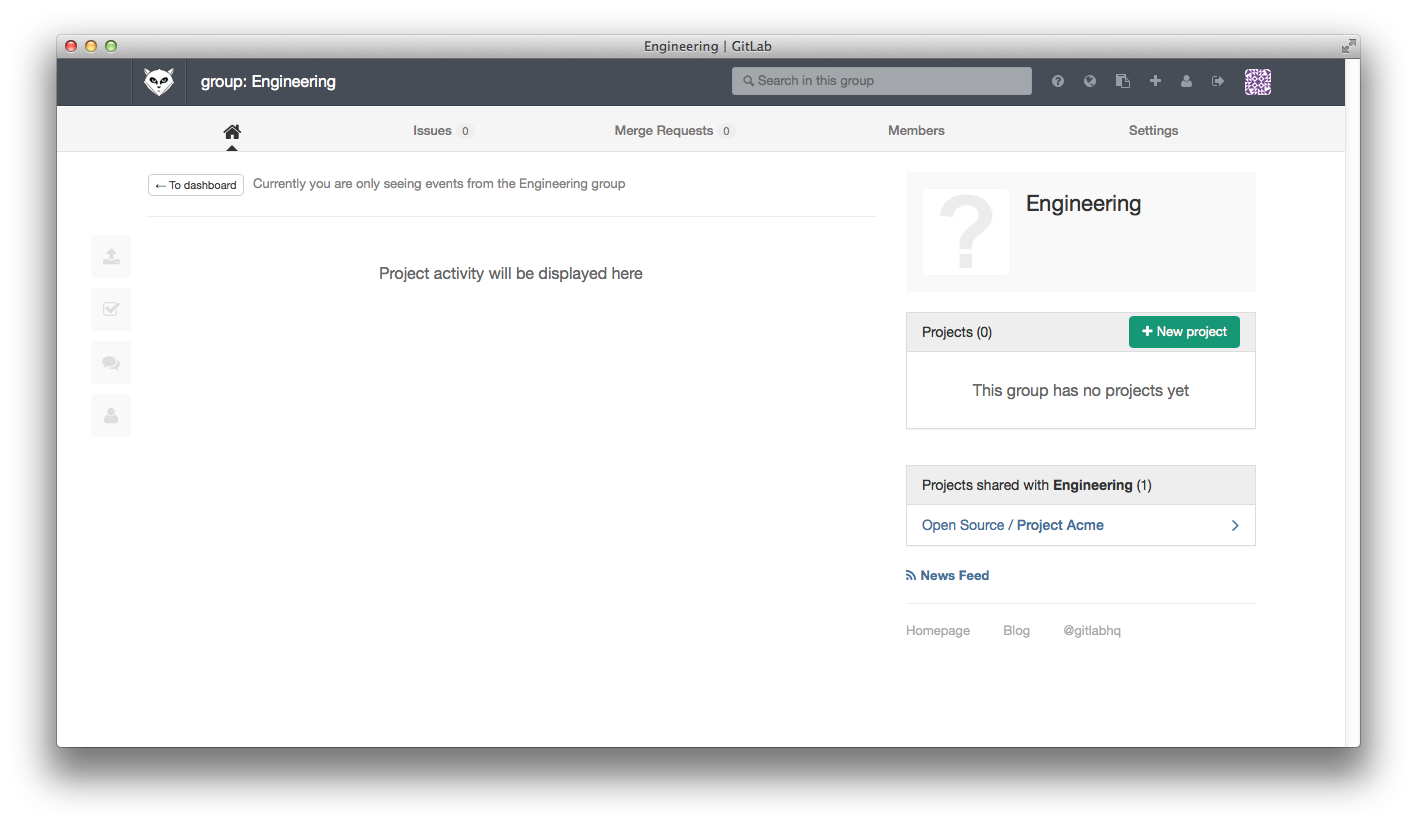 Engineering | GitLab
group: Engineering
Search in this group
Issues 0
Merge Requests 0
Members
Settings
← To dashboard
Currently you are only seeing events from the Engineering group
Project activity will be displayed here
?
Engineering
Projects (0)
+ New project
This group has no projects yet
Projects shared with Engineering (1)
Open Source / Project Acme
News Feed
Homepage
Blog
@gitlabhq